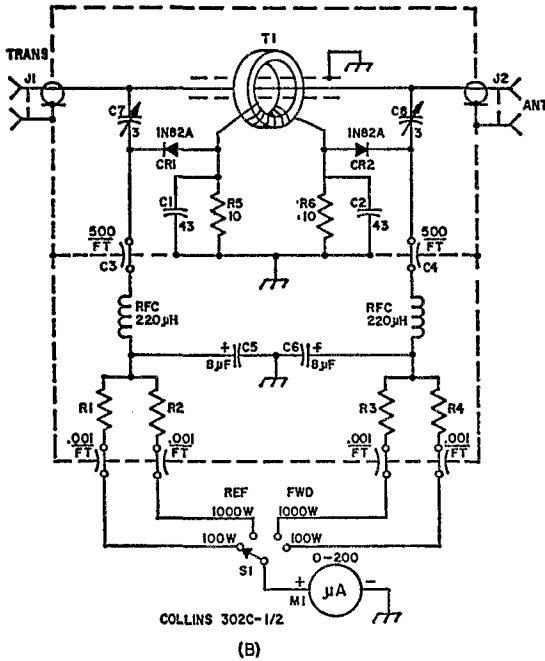 T1
TRANS
J1
J2
ANT
C7
3
C8
3
1N82A
CR1
1N82A
CR2
C1
43
R5
10
R6
10
C2
43
500
FT
C3
500
FT
C4
RFC
220μH
RFC
220μH
+ C5
8μF
C6 +
8μF
R1
R2
R3
R4
.001
FT
.001
FT
.001
FT
.001
FT
REF
FWD
1000W
1000W
100W
100W
S1
0-200
+
μA
-
M1
COLLINS 302C-1/2
(B)